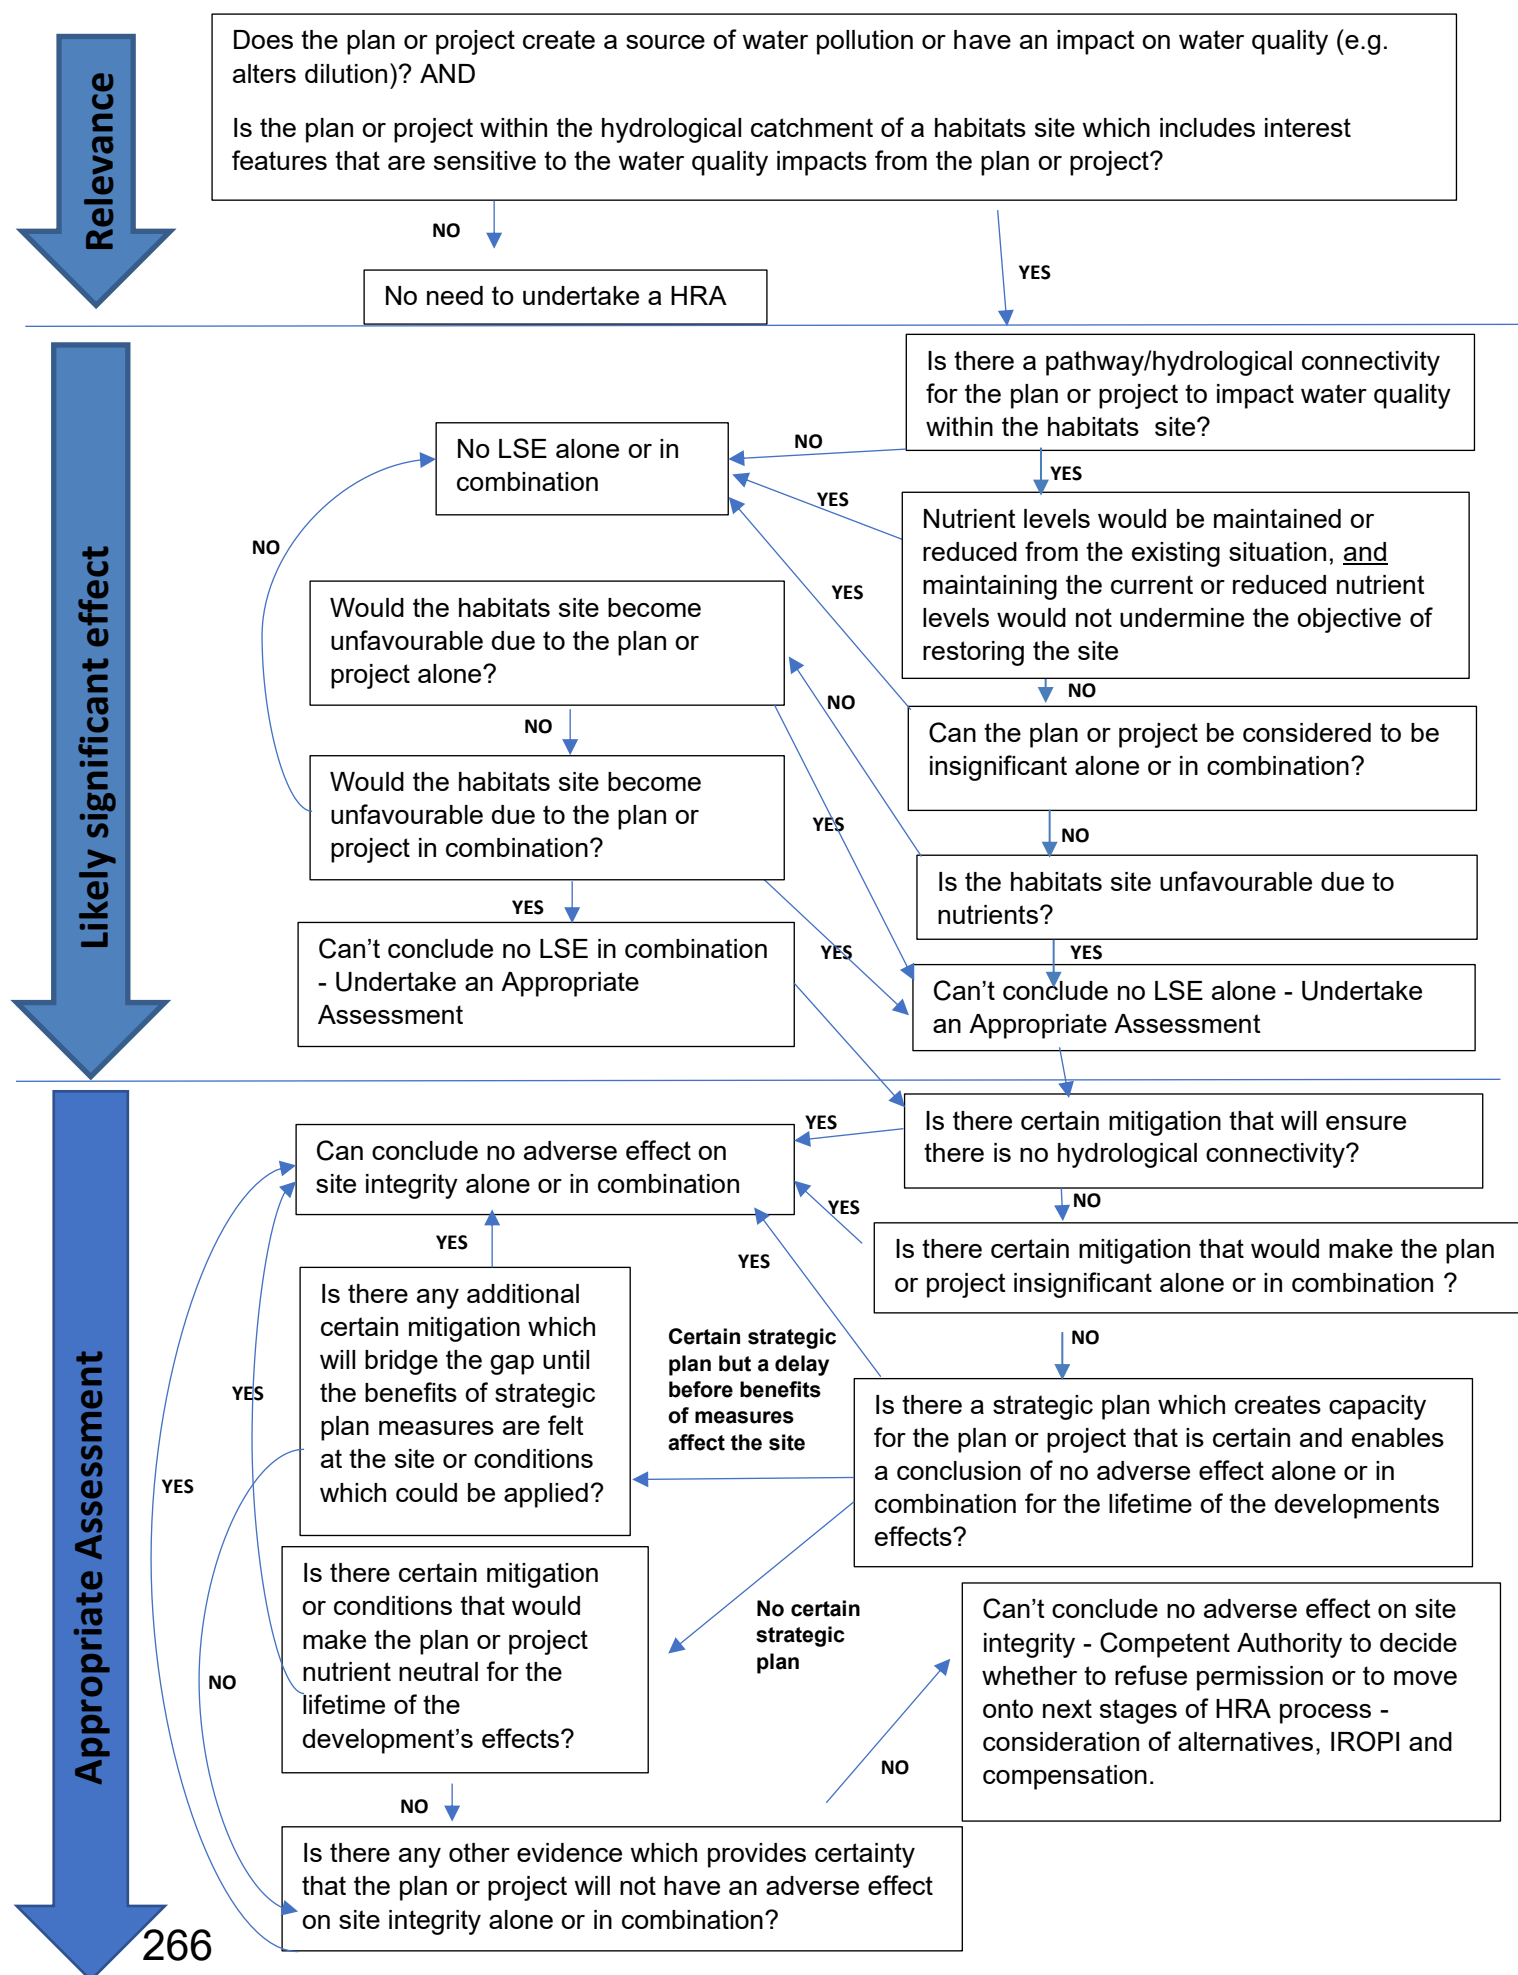 Relevance
Does the plan or project create a source of water pollution or have an impact on water quality (e.g.
alters dilution)? AND
Is the plan or project within the hydrological catchment of a habitats site which includes interest
features that are sensitive to the water quality impacts from the plan or project?
NO
YES
No need to undertake a HRA
Likely significant effect
Is there a pathway/hydrological connectivity
for the plan or project to impact water quality
within the habitats site?
NO
YES
No LSE alone or in
combination
YES
Nutrient levels would be maintained or
reduced from the existing situation, and
maintaining the current or reduced nutrient
levels would not undermine the objective of
restoring the site
NO
YES
Would the habitats site become
unfavourable due to the plan or
project alone?
NO
NO
NO
Can the plan or project be considered to be
insignificant alone or in combination?
Would the habitats site become
unfavourable due to the plan or
project in combination?
YES
NO
Is the habitats site unfavourable due to
nutrients?
YES
YES
YES
Can’t conclude no LSE in combination
- Undertake an Appropriate
Assessment
Can’t conclude no LSE alone - Undertake
an Appropriate Assessment
Appropriate Assessment
Is there certain mitigation that will ensure
there is no hydrological connectivity?
YES
NO
Can conclude no adverse effect on
site integrity alone or in combination
YES
Is there certain mitigation that would make the plan
or project insignificant alone or in combination ?
YES
YES
NO
Is there any additional
certain mitigation which
will bridge the gap until
the benefits of strategic
plan measures are felt
at the site or conditions
which could be applied?
Certain strategic
plan but a delay
before benefits
of measures
affect the site
Is there a strategic plan which creates capacity
for the plan or project that is certain and enables
a conclusion of no adverse effect alone or in
combination for the lifetime of the developments
effects?
YES
YES
Is there certain mitigation
or conditions that would
make the plan or project
nutrient neutral for the
lifetime of the
development’s effects?
No certain
strategic
plan
Can’t conclude no adverse effect on site
integrity - Competent Authority to decide
whether to refuse permission or to move
onto next stages of HRA process -
consideration of alternatives, IROPI and
compensation.
NO
NO
NO
Is there any other evidence which provides certainty
that the plan or project will not have an adverse effect
on site integrity alone or in combination?
266